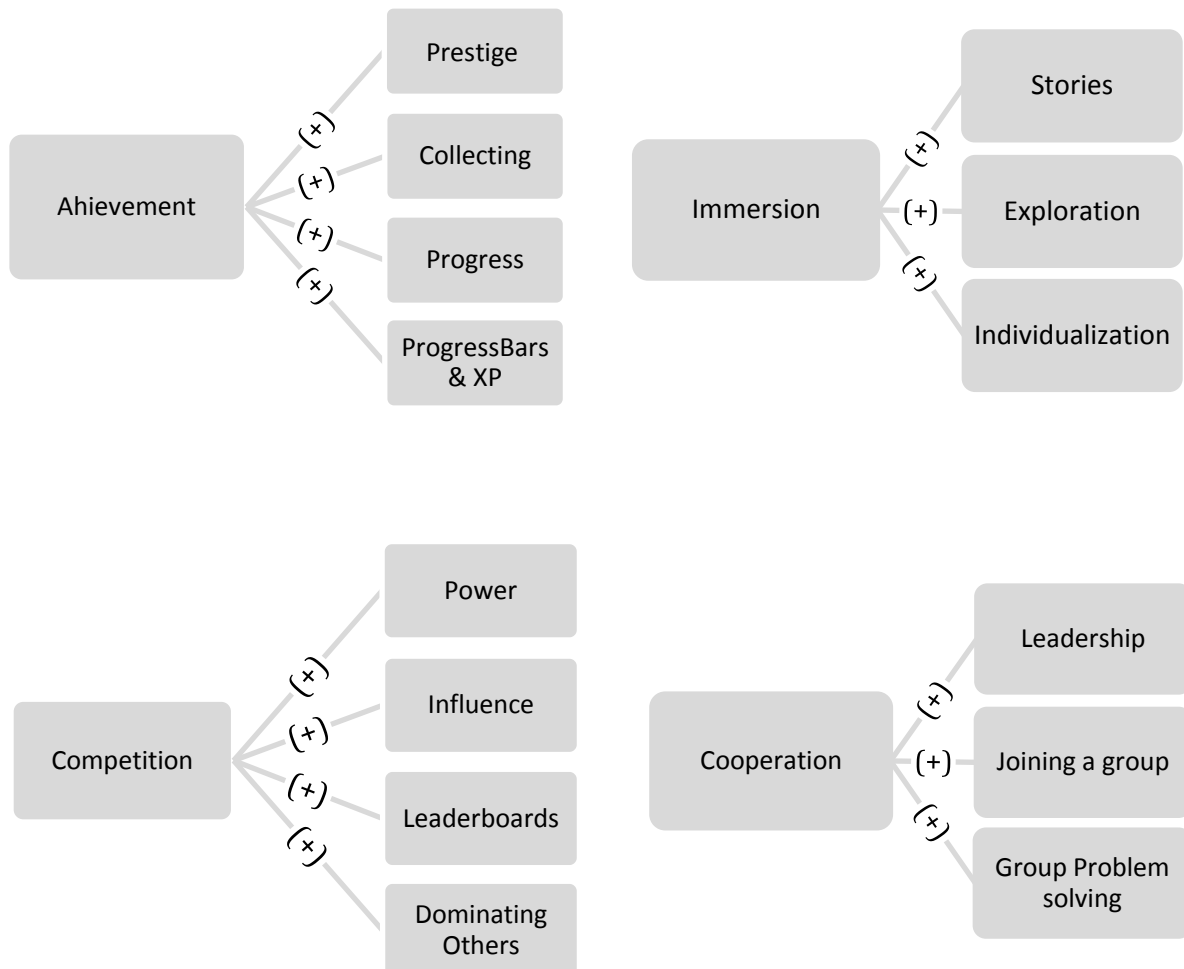 Ahievement
(+)
(+)
(+)
(+)
Prestige
Collecting
Progress
ProgressBars
& XP
Immersion
(+)
(+)
(+)
Stories
Exploration
Individualization
Competition
(+)
(+)
(+)
(+)
Power
Influence
Leaderboards
Dominating
Others
Cooperation
(+)
(+)
(+)
Leadership
Joining a group
Group Problem
solving